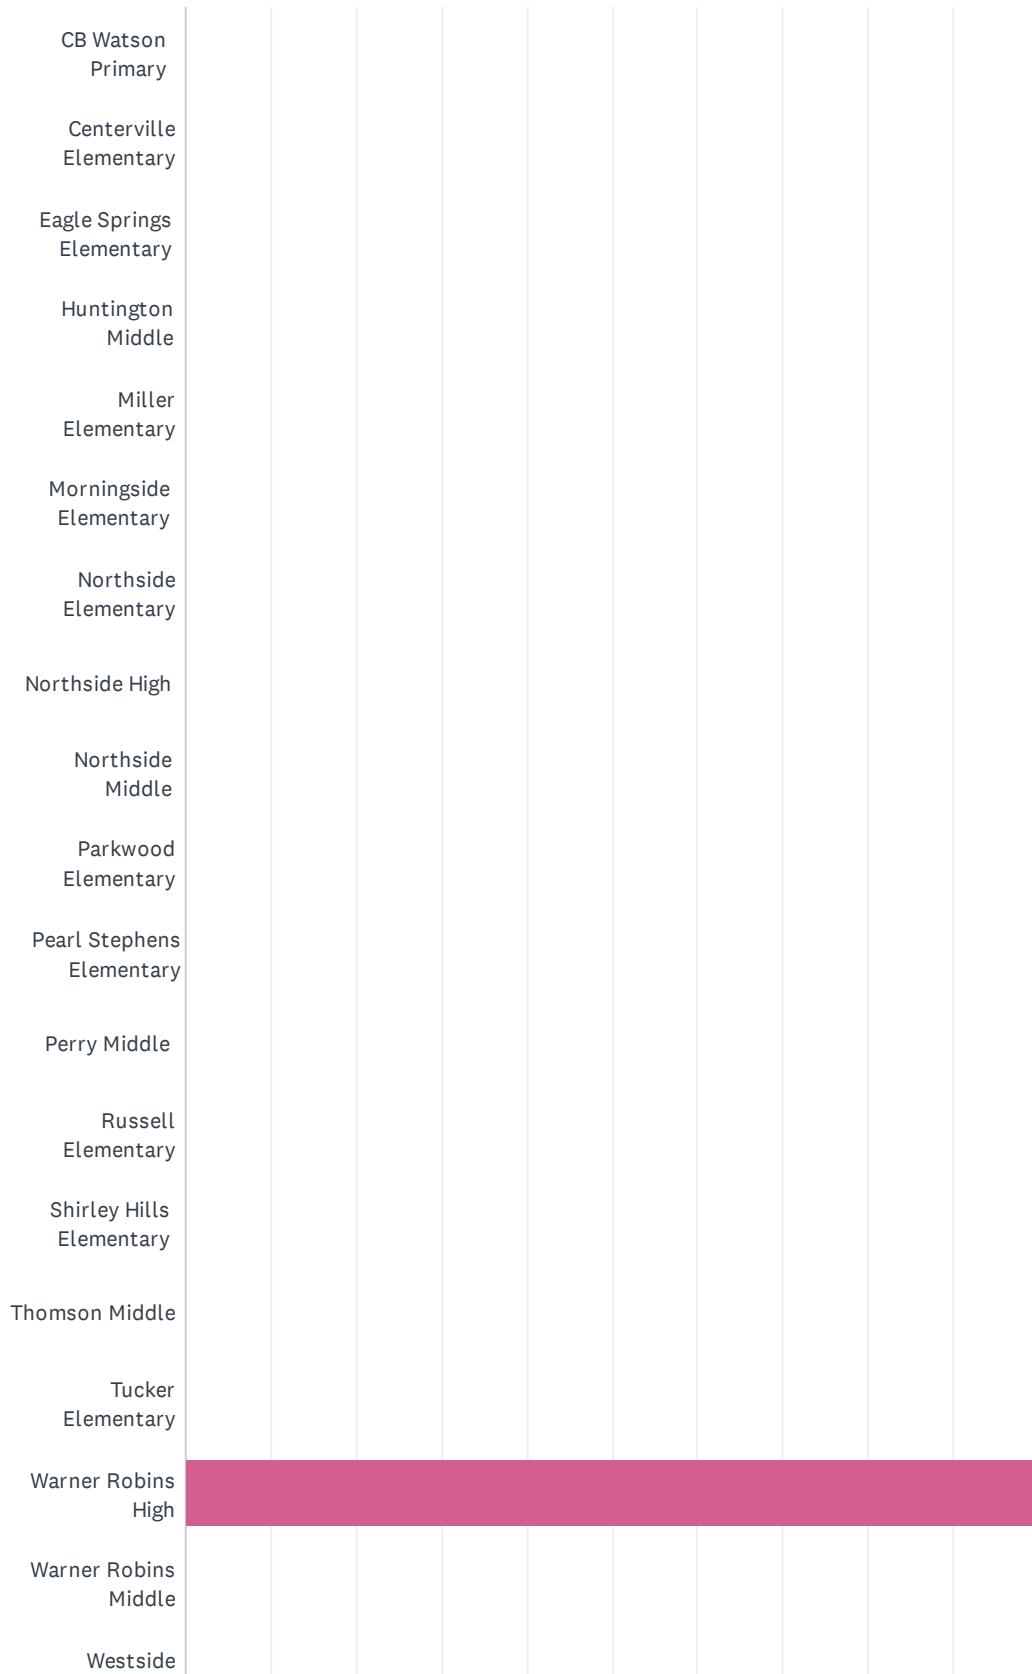 CB Watson
Primary
Centerville
Elementary
Eagle Springs
Elementary
Huntington
Middle
Miller
Elementary
Morningside
Elementary
Northside
Elementary
Northside High
Northside
Middle
Parkwood
Elementary
Pearl Stephens
Elementary
Perry Middle
Russell
Elementary
Shirley Hills
Elementary
Thomson Middle
Tucker
Elementary
Warner Robins
High
Warner Robins
Middle
Westside